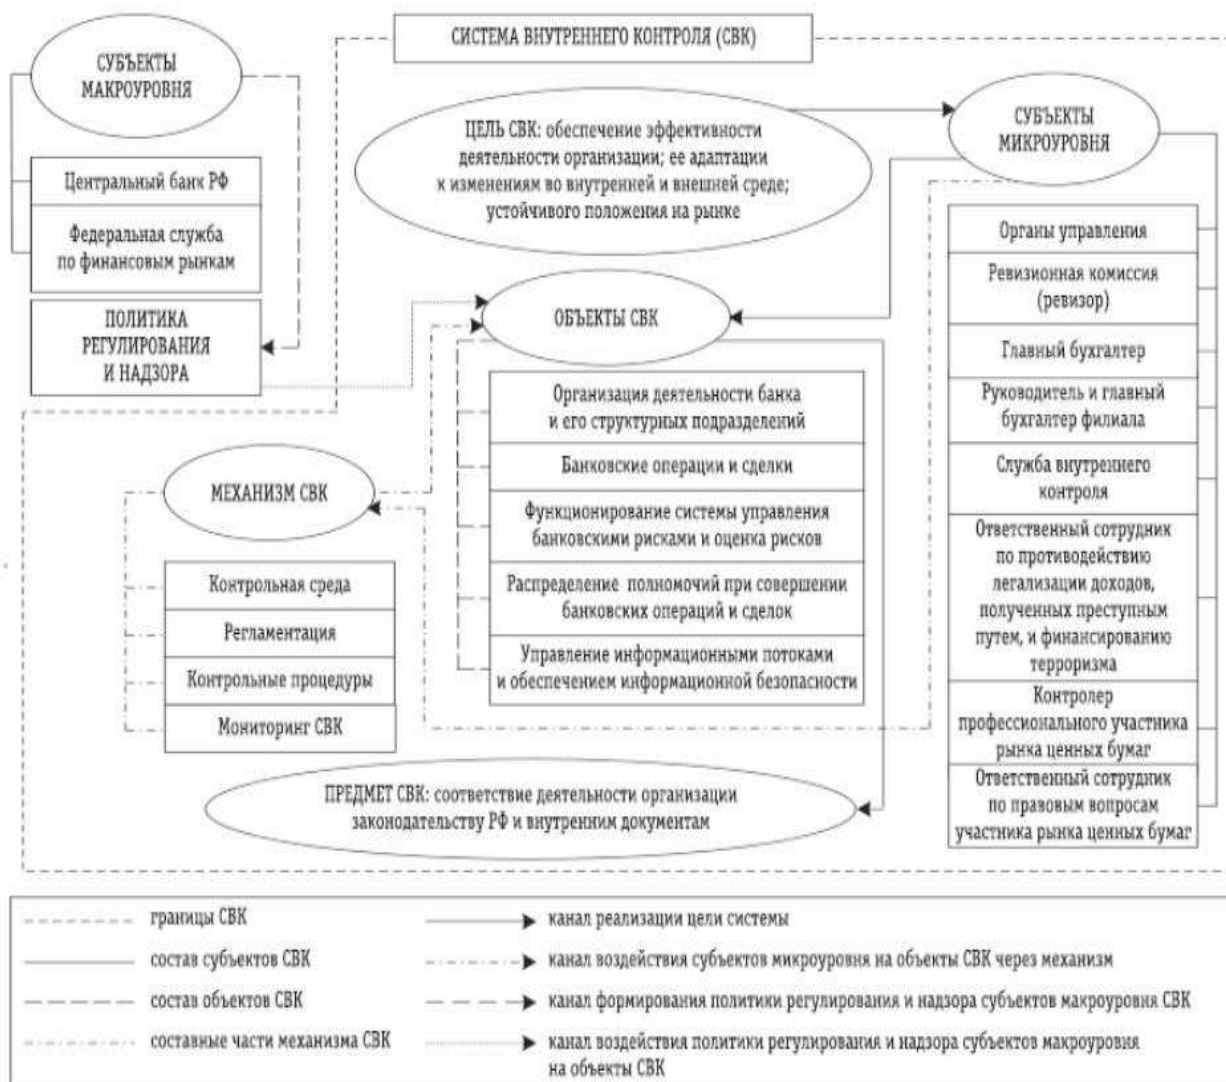 СИСТЕМА ВНУТРЕННЕГО КОНТРОЛЯ (СВК)
СУБЪЕКТЫ
МАКРОУРОВНЯ
Центральный банк РФ
Федеральная служба
по финансовым рынкам
ПОЛИТИКА
РЕГУЛИРОВАНИЯ
И НАДЗОРА
ЦЕЛЬ СВК: обеспечение эффективности
деятельности организации; ее адаптации
к изменениям во внутренней и внешней среде;
устойчивого положения на рынке
СУБЪЕКТЫ
МИКРОУРОВНЯ
Органы управления
Ревизионная комиссия
(ревизор)
Главный бухгалтер
Руководитель и главный
бухгалтер филиала
Служба внутреннего
контроля
Ответственный сотрудник
по противодействию
легализации доходов,
полученных преступным
путем, и финансированию
терроризма
Контролер
профессионального участника
рынка ценных бумаг
Ответственный сотрудник
по правовым вопросам
участника рынка ценных бумаг
ОБЪЕКТЫ СВК
Организация деятельности банка
и его структурных подразделений
Банковские операции и сделки
Функционирование системы управления
банковскими рисками и оценка рисков
Распределение полномочий при совершении
банковских операций и сделок
Управление информационными потоками
и обеспечением информационной безопасности
МЕХАНИЗМ СВК
Контрольная среда
Регламентация
Контрольные процедуры
Мониторинг СВК
ПРЕДМЕТ СВК: соответствие деятельности организации
законодательству РФ и внутренним документам
границы СВК
состав субъектов СВК
состав объектов СВК
составные части механизма СВК
канал реализации цели системы
канал воздействия субъектов микроуровня на объекты СВК через механизм
канал формирования политики регулирования и надзора субъектов макроуровня СВК
канал воздействия политики регулирования и надзора субъектов макроуровня
на объекты СВК